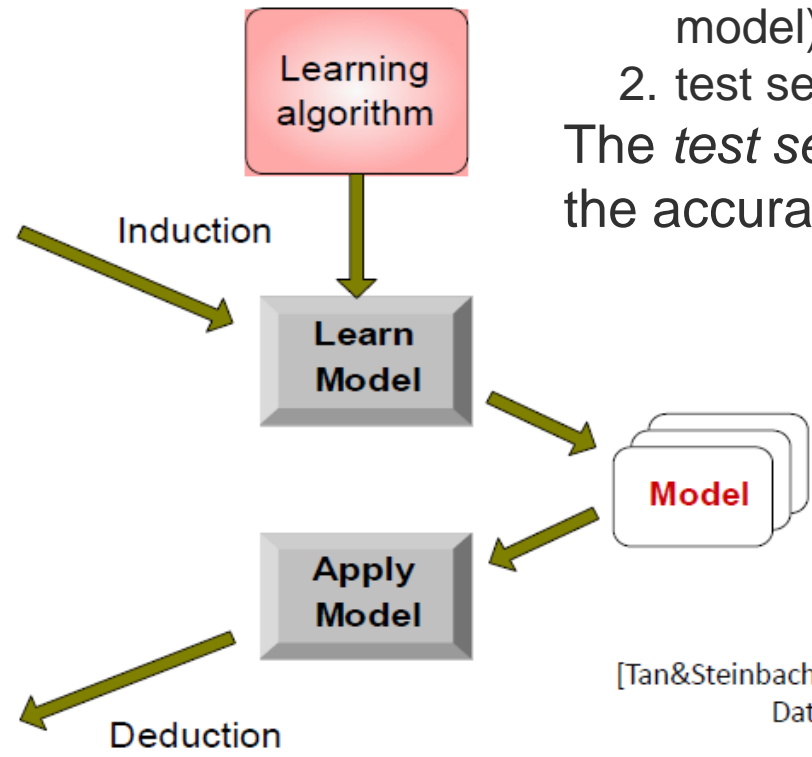 model)
2. test se
The test se
the accura
Learning
algorithm
Induction
Learn
Model
Model
Apply
Model
[Tan&Steinbach
Dat
Deduction